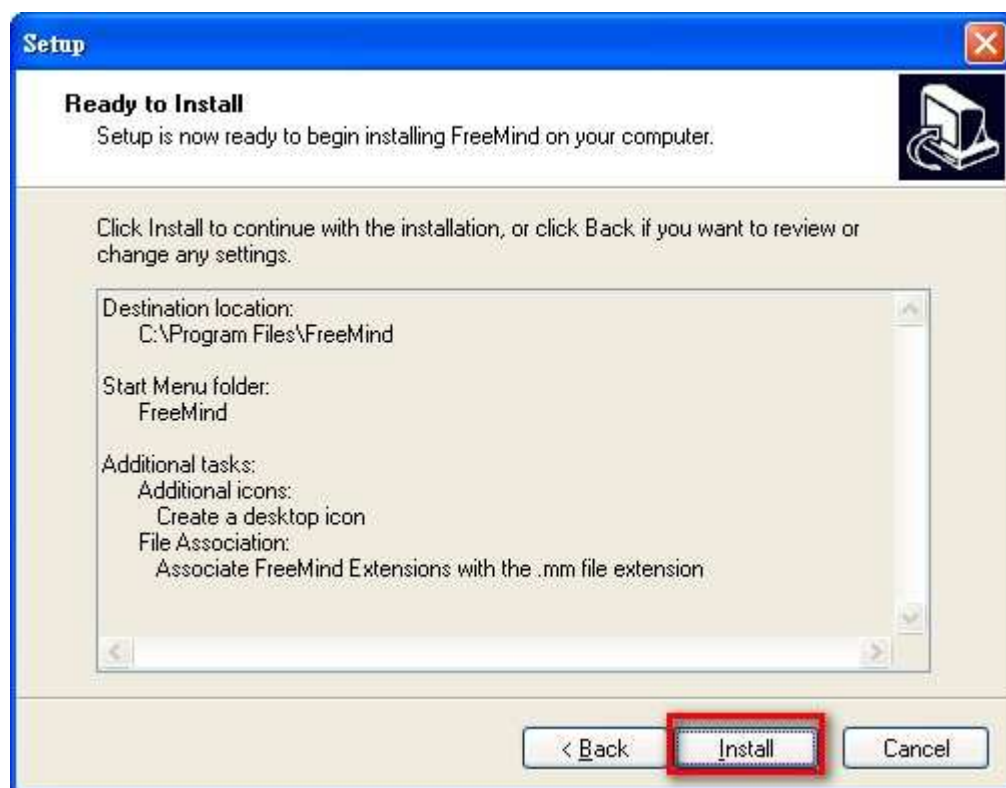 Setup
Ready to Install
Setup is now ready to begin installing FreeMind on your computer.
Click Install to continue with the installation, or click Back if you want to review or
change any settings.
Destination location:
C:\Program Files\FreeMind
Start Menu folder:
FreeMind
Additional tasks:
Additional icons:
Create a desktop icon
File Association:
Associate FreeMind Extensions with the .mm file extension
< Back
Install
Cancel